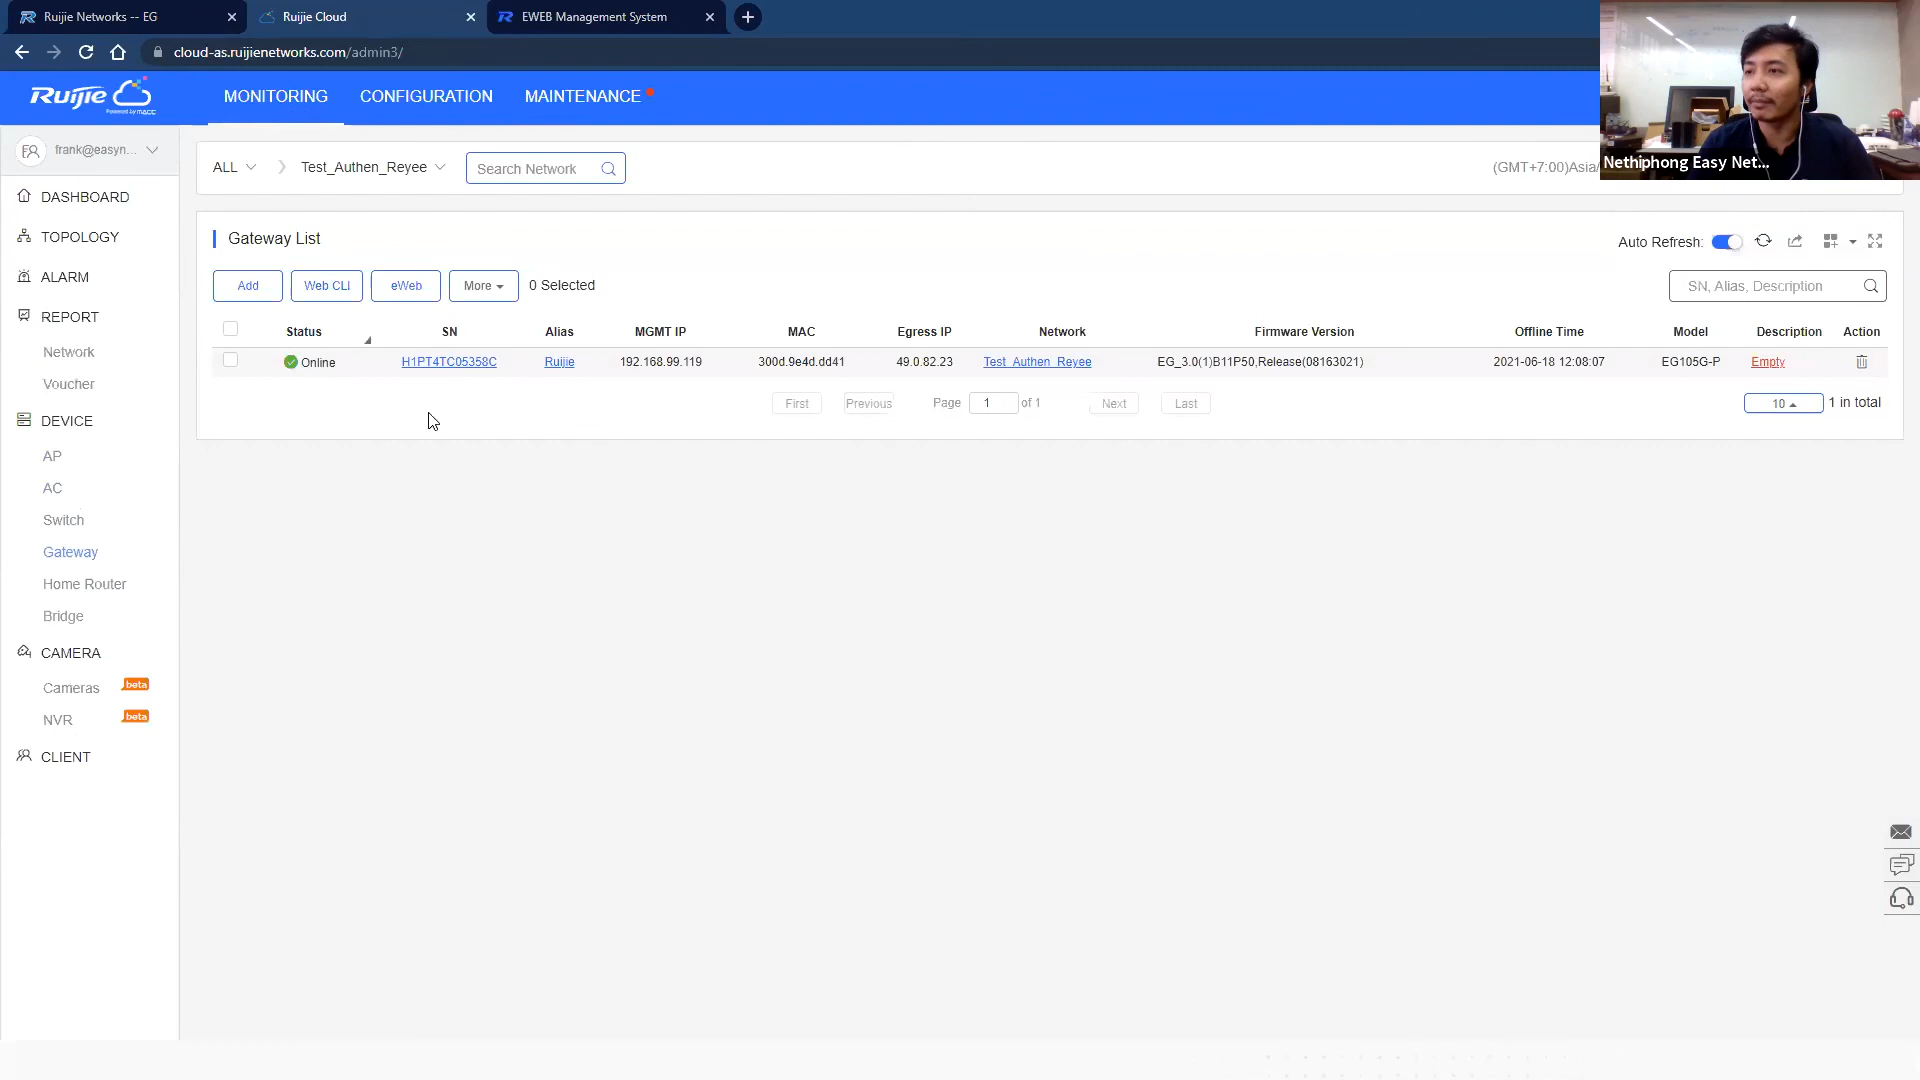 Ruijie Networks -- EG
Ruijie Cloud
EWEB Management System
cloud-as.ruijienetworks.com/admin3/
Ruijie
Powered by MACC
MONITORING
CONFIGURATION
MAINTENANCE
Nethiphong Easy Net...
FR
frank@easyn...
ALL
Test_Authen_Reyee
Search Network
(GMT+7:00)Asia/
DASHBOARD
TOPOLOGY
ALARM
REPORT
Network
Voucher
DEVICE
AP
AC
Switch
Gateway
Home Router
Bridge
CAMERA
Cameras beta
NVR beta
CLIENT
Gateway List
Auto Refresh:
Add
Web CLI
eWeb
More
0 Selected
SN, Alias, Description
Status SN Alias MGMT IP MAC Egress IP Network Firmware Version Offline Time Model Description Action
Online H1PT4TC05358C Ruijie 192.168.99.119 300d.9e4d.dd41 49.0.82.23 Test_Authen_Reyee EG_3.0(1)B11P50,Release(08163021) 2021-06-18 12:08:07 EG105G-P Empty
First Previous Page 1 of 1 Next Last 10 1 in total